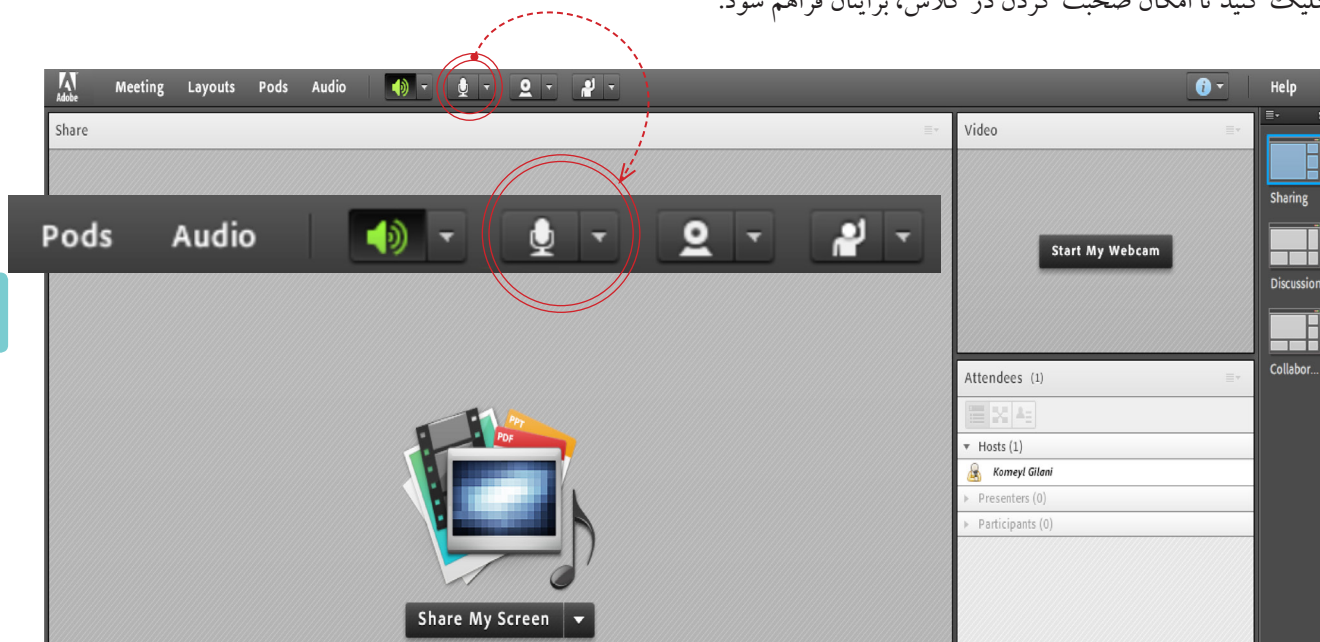 کلیک کنید تا امکان صحبت کردن در کلاس، برایتان فراهم شود.
Adobe Meeting Layouts Pods Audio Help
Share
Video
Pods Audio
Sharing
Start My Webcam
Discussion
Attendees (1)
Collabor...
Hosts (1)
Komeyl Gilani
Presenters (0)
Participants (0)
PPT
PDF
Share My Screen